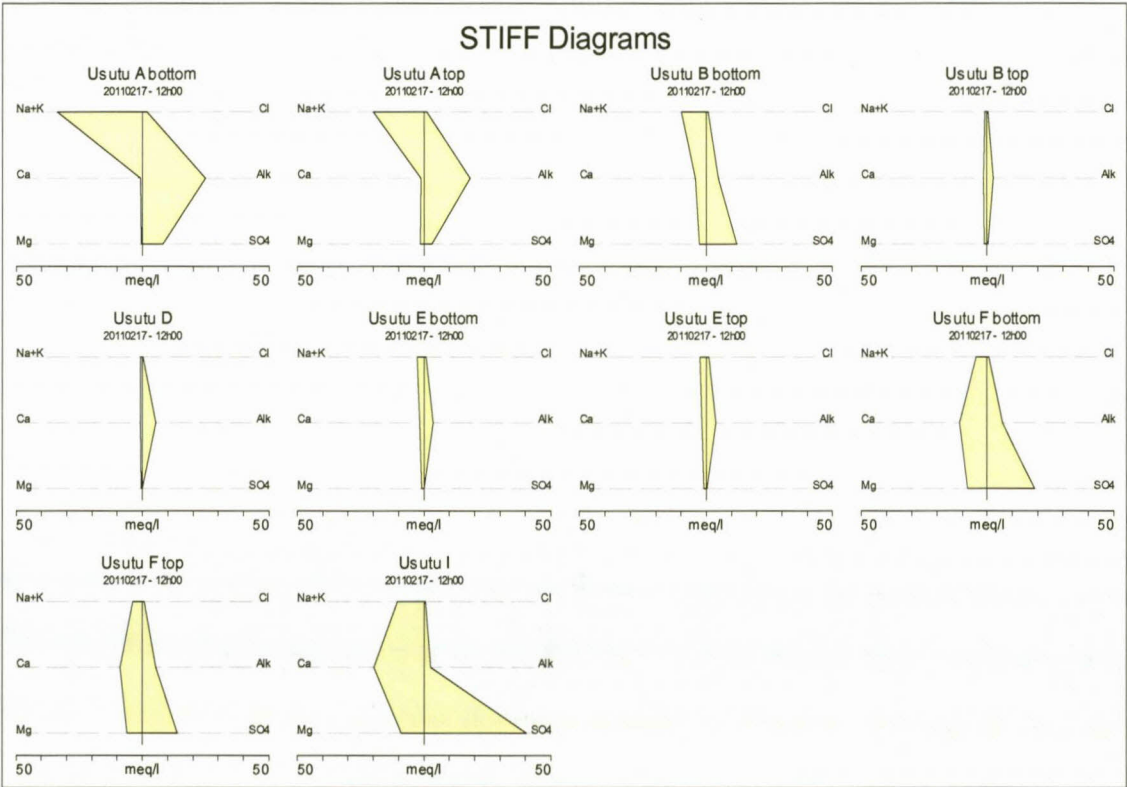 STIFF Diagrams
Usutu A bottom
20110217 - 12h00
Na+K Cl
Ca Alk
Mg SO4
50 meq/l 50
Usutu A top
20110217 - 12h00
Na+K Cl
Ca Alk
Mg SO4
50 meq/l 50
Usutu B bottom
20110217 - 12h00
Na+K Cl
Ca Alk
Mg SO4
50 meq/l 50
Usutu B top
20110217 - 12h00
Na+K Cl
Ca Alk
Mg SO4
50 meq/l 50
Usutu D
20110217 - 12h00
Na+K Cl
Ca Alk
Mg SO4
50 meq/l 50
Usutu E bottom
20110217 - 12h00
Na+K Cl
Ca Alk
Mg SO4
50 meq/l 50
Usutu E top
20110217 - 12h00
Na+K Cl
Ca Alk
Mg SO4
50 meq/l 50
Usutu F bottom
20110217 - 12h00
Na+K Cl
Ca Alk
Mg SO4
50 meq/l 50
Usutu F top
20110217 - 12h00
Na+K Cl
Ca Alk
Mg SO4
50 meq/l 50
Usutu I
20110217 - 12h00
Na+K Cl
Ca Alk
Mg SO4
50 meq/l 50